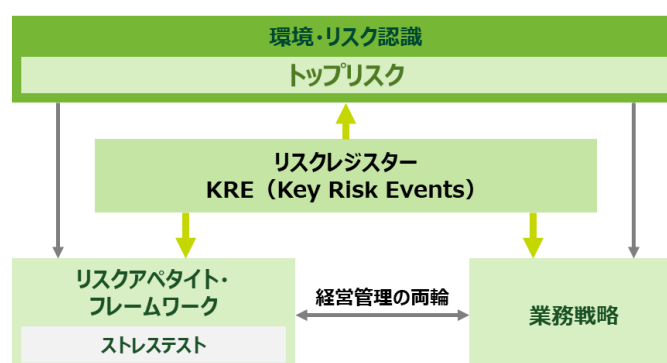 環境・リスク認識
トップリスク
リスクレジスター
KRE（Key Risk Events）
リスクアペタイト・
フレームワーク
ストレステスト
経営管理の両輪
業務戦略